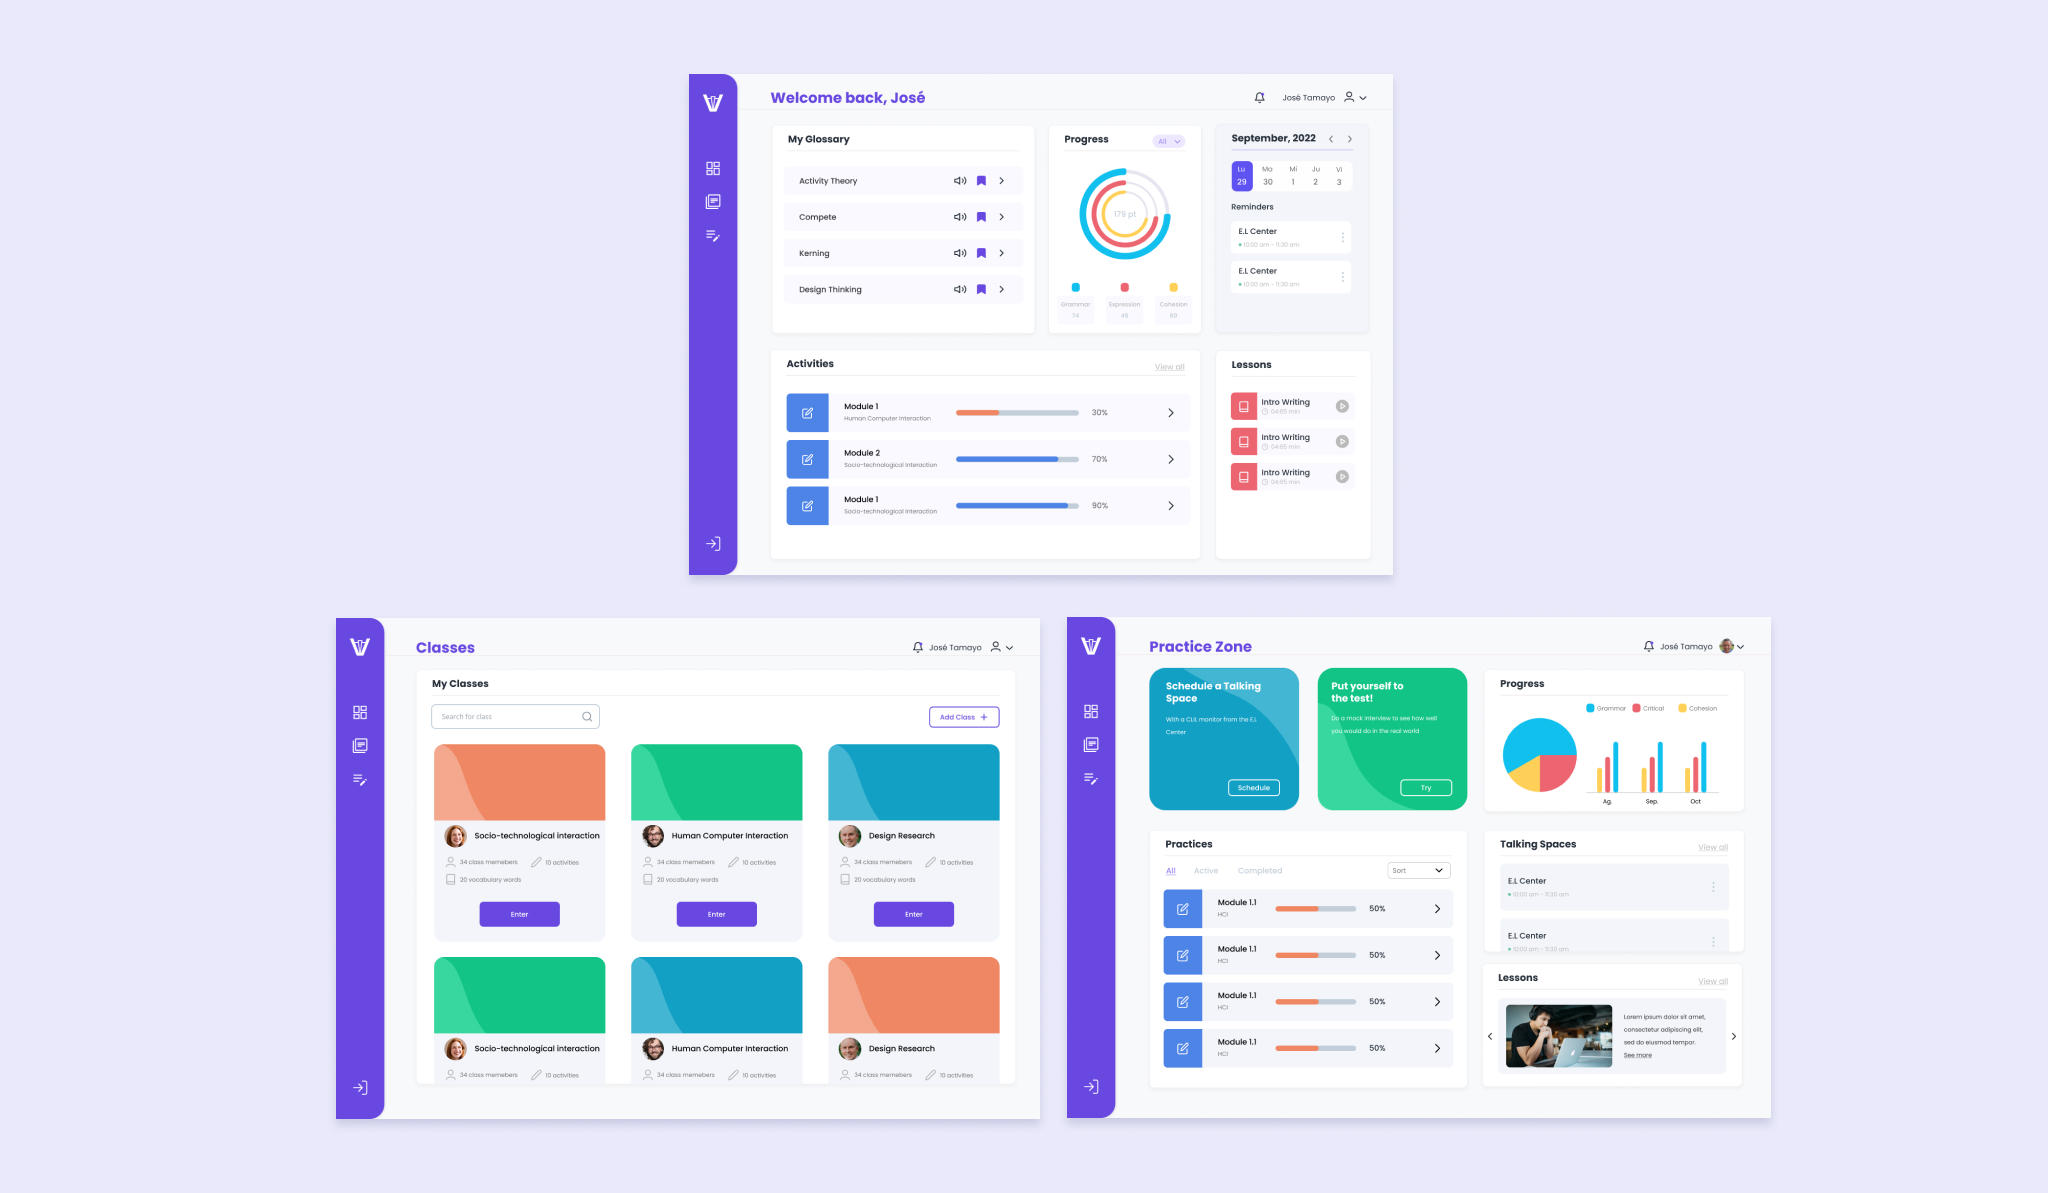 Welcome back, José
José Tamayo
My Glossary
Activity Theory
Compete
Kerning
Design Thinking
Progress
All
179 pt
Grammar
74
Expression
45
Cohesion
60
September, 2022
Lu
29
Ma
30
Mi
1
Ju
2
Vi
3
Reminders
E.L Center
10:00 am - 11:30 am
E.L Center
10:00 am - 11:30 am
Activities
View all
Module 1
Human Computer Interaction
30%
Module 2
Socio-technological Interaction
70%
Module 1
Socio-technological Interaction
90%
Lessons
Intro Writing
04:65 min
Intro Writing
04:65 min
Intro Writing
04:65 min
Classes
José Tamayo
My Classes
Search for class
Add Class
Socio-technological interaction
34 class memebers
10 activities
20 vocabulary words
Enter
Human Computer Interaction
34 class memebers
10 activities
20 vocabulary words
Enter
Design Research
34 class memebers
10 activities
20 vocabulary words
Enter
Socio-technological interaction
34 class memebers
10 activities
Human Computer Interaction
34 class memebers
10 activities
Design Research
34 class memebers
10 activities
Practice Zone
José Tamayo
Schedule a Talking
Space
With a CLIL monitor from the E.L
Center
Schedule
Put yourself to
the test!
Do a mock interview to see how well
you would do in the real world
Try
Progress
Grammar
Critical
Cohesion
Ag.
Sep.
Oct
Practices
All
Active
Completed
Sort
Module 1.1
HCI
50%
Module 1.1
HCI
50%
Module 1.1
HCI
50%
Module 1.1
HCI
50%
Talking Spaces
View all
E.L Center
10:00 am - 11:30 am
E.L Center
10:00 am - 11:30 am
Lessons
View all
Lorem ipsum dolor sit amet,
consectetur adipiscing elit,
sed do eiusmod tempor.
See more